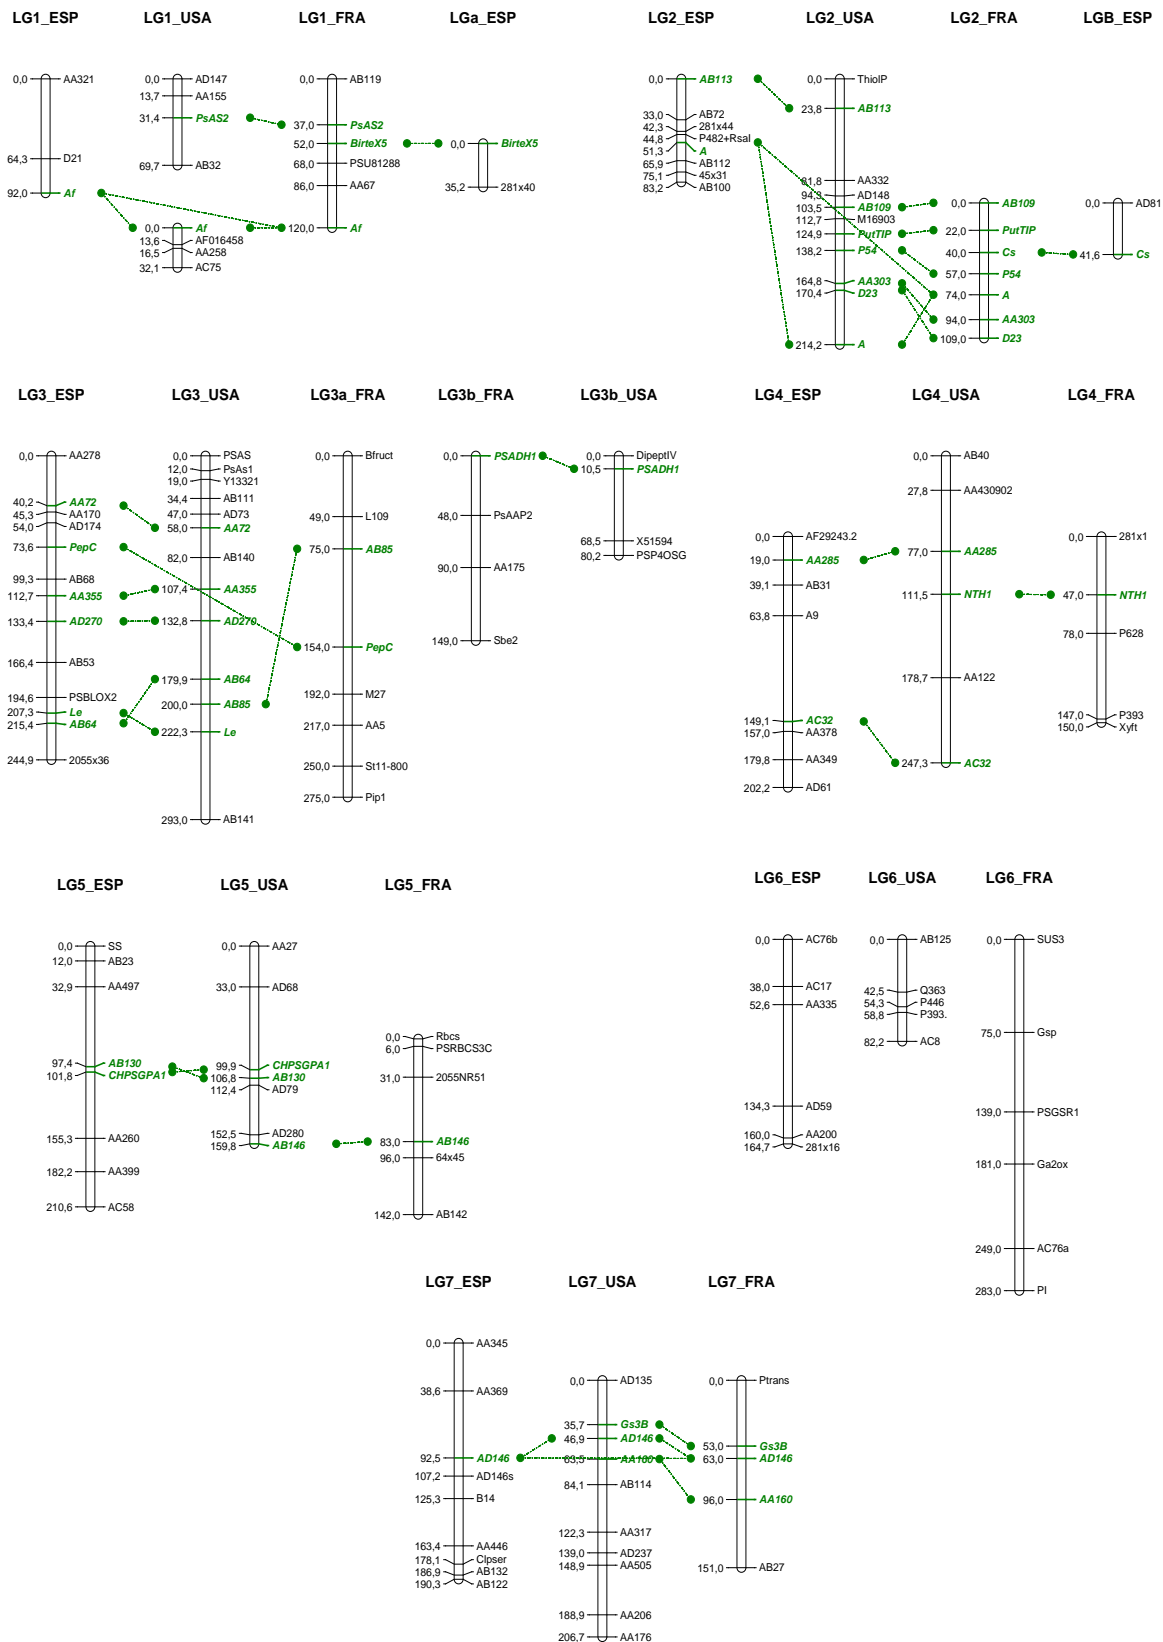 LG1_ESP
0,0 AA321
64,3 D21
92,0 Af
LG1_USA
0,0 AD147
13,7 AA155
31,4 PsAS2
69,7 AB32
0,0 Af
13,6 AF016458
16,5 AA258
32,1 AC75
LG1_FRA
0,0 AB119
37,0 PsAS2
52,0 BirteX5
68,0 PSU81288
86,0 AA67
120,0 Af
LGa_ESP
0,0 BirteX5
35,2 281x40
LG2_ESP
0,0 AB113
33,0 AB72
42,3 281x44
44,8 P482+RsaI
51,3 A
65,9 AB112
75,1 45x31
83,2 AB100
LG2_USA
0,0 ThiolP
23,8 AB113
81,8 AA332
94,3 AD148
103,5 AB109
112,7 M16903
124,9 PutTIP
138,2 P54
164,8 AA303
170,4 D23
214,2 A
LG2_FRA
0,0 AB109
22,0 PutTIP
40,0 Cs
57,0 P54
74,0 A
94,0 AA303
109,0 D23
LGB_ESP
0,0 AD81
41,6 Cs
LG3_ESP
0,0 AA278
40,2 AA72
45,3 AA170
54,0 AD174
73,6 PepC
99,3 AB68
112,7 AA355
133,4 AD270
166,4 AB53
194,6 PSBLOX2
207,3 Le
215,4 AB64
244,9 2055x36
LG3_USA
0,0 PSAS
12,0 PsAs1
19,0 Y13321
34,4 AB111
47,0 AD73
58,0 AA72
82,0 AB140
107,4 AA355
132,8 AD270
179,9 AB64
200,0 AB85
222,3 Le
293,0 AB141
LG3a_FRA
0,0 Bfruct
49,0 L109
75,0 AB85
154,0 PepC
192,0 M27
217,0 AA5
250,0 St11-800
275,0 Pip1
LG3b_FRA
0,0 PSADH1
48,0 PsAAP2
90,0 AA175
149,0 Sbe2
LG3b_USA
0,0 DipeptIV
10,5 PSADH1
68,5 X51594
80,2 PSP4OSG
LG4_ESP
0,0 AF29243.2
19,0 AA285
39,1 AB31
63,8 A9
149,1 AC32
157,0 AA378
179,8 AA349
202,2 AD61
LG4_USA
0,0 AB40
27,8 AA430902
77,0 AA285
111,5 NTH1
178,7 AA122
247,3 AC32
LG4_FRA
0,0 281x1
47,0 NTH1
78,0 P628
147,0 P393
150,0 Xyft
LG5_ESP
0,0 SS
12,0 AB23
32,9 AA497
97,4 AB130
101,8 CHPSGPA1
155,3 AA260
182,2 AA399
210,6 AC58
LG5_USA
0,0 AA27
33,0 AD68
99,9 CHPSGPA1
106,8 AB130
112,4 AD79
152,5 AD280
159,8 AB146
LG5_FRA
0,0 Rbcs
6,0 PSRBCS3C
31,0 2055NR51
83,0 AB146
96,0 64x45
142,0 AB142
LG6_ESP
0,0 AC76b
38,0 AC17
52,6 AA335
134,3 AD59
160,0 AA200
164,7 281x16
LG6_USA
0,0 AB125
42,5 Q363
54,3 P446
58,8 P393.
82,2 AC8
LG6_FRA
0,0 SUS3
75,0 Gsp
139,0 PSGSR1
181,0 Ga2ox
249,0 AC76a
283,0 Pl
LG7_ESP
0,0 AA345
38,6 AA369
92,5 AD146
107,2 AD146s
125,3 B14
163,4 AA446
178,1 Clpser
186,9 AB132
190,3 AB122
LG7_USA
0,0 AD135
35,7 Gs3B
46,9 AD146
63,5 AA160
84,1 AB114
122,3 AA317
139,0 AD237
148,9 AA505
188,9 AA206
206,7 AA176
LG7_FRA
0,0 Ptrans
53,0 Gs3B
63,0 AD146
96,0 AA160
151,0 AB27